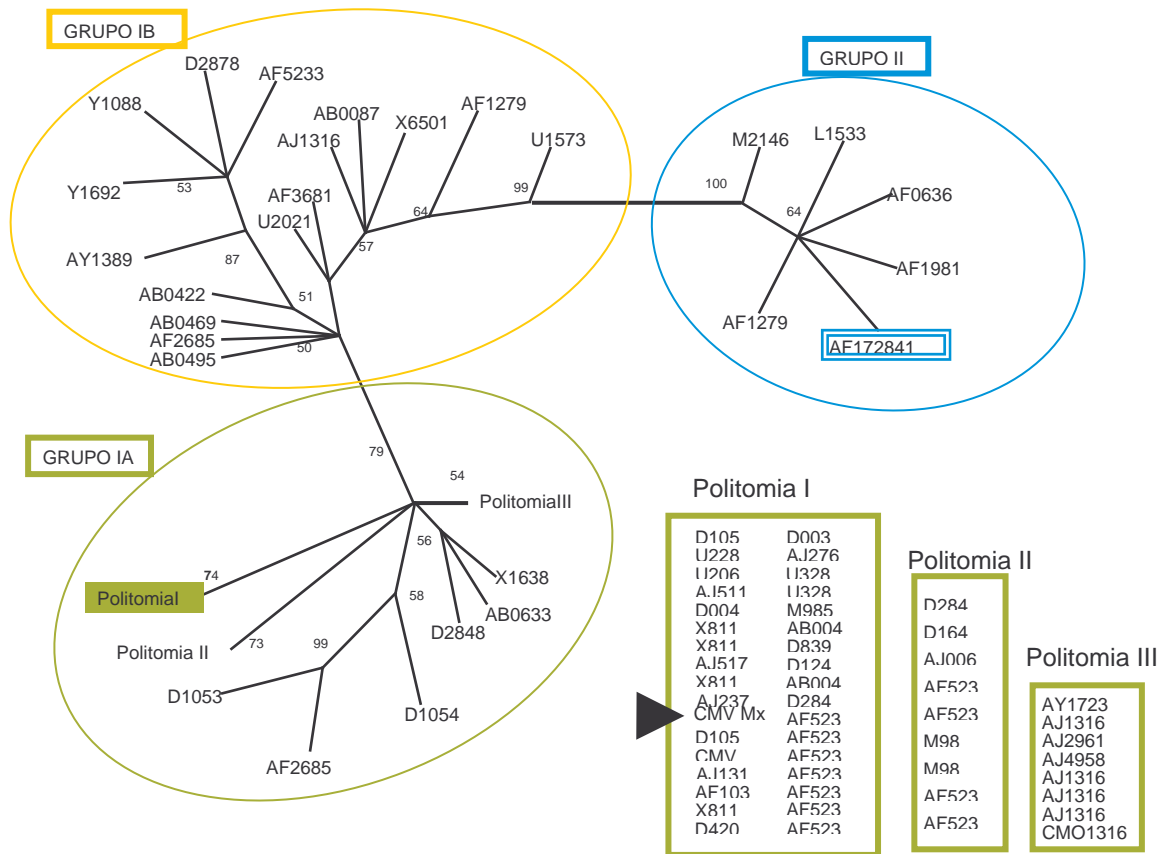 GRUPO IB
D2878
AF5233
Y1088
Y1692
53
AY1389
87
AB0422
51
AB0469
AF2685
AB0495
50
AF3681
U2021
AJ1316
AB0087
X6501
57
AF1279
64
U1573
99
GRUPO II
100
M2146
L1533
64
AF0636
AF1981
AF1279
AF172841
GRUPO IA
79
54
PolitomiaIII
56
X1638
AB0633
D2848
58
74
PolitomiaI
Politomia II
73
99
D1053
D1054
AF2685
Politomia I
D105 D003
U228 AJ276
U206 U328
AJ511 U328
D004 M985
X811 AB004
X811 D839
AJ517 D124
X811 AB004
AJ237 D284
CMV Mx AF523
D105 AF523
CMV AF523
AJ131 AF523
AF103 AF523
X811 AF523
D420 AF523
Politomia II
D284
D164
AJ006
AF523
AF523
M98
M98
AF523
AF523
Politomia III
AY1723
AJ1316
AJ2961
AJ4958
AJ1316
AJ1316
AJ1316
CMO1316